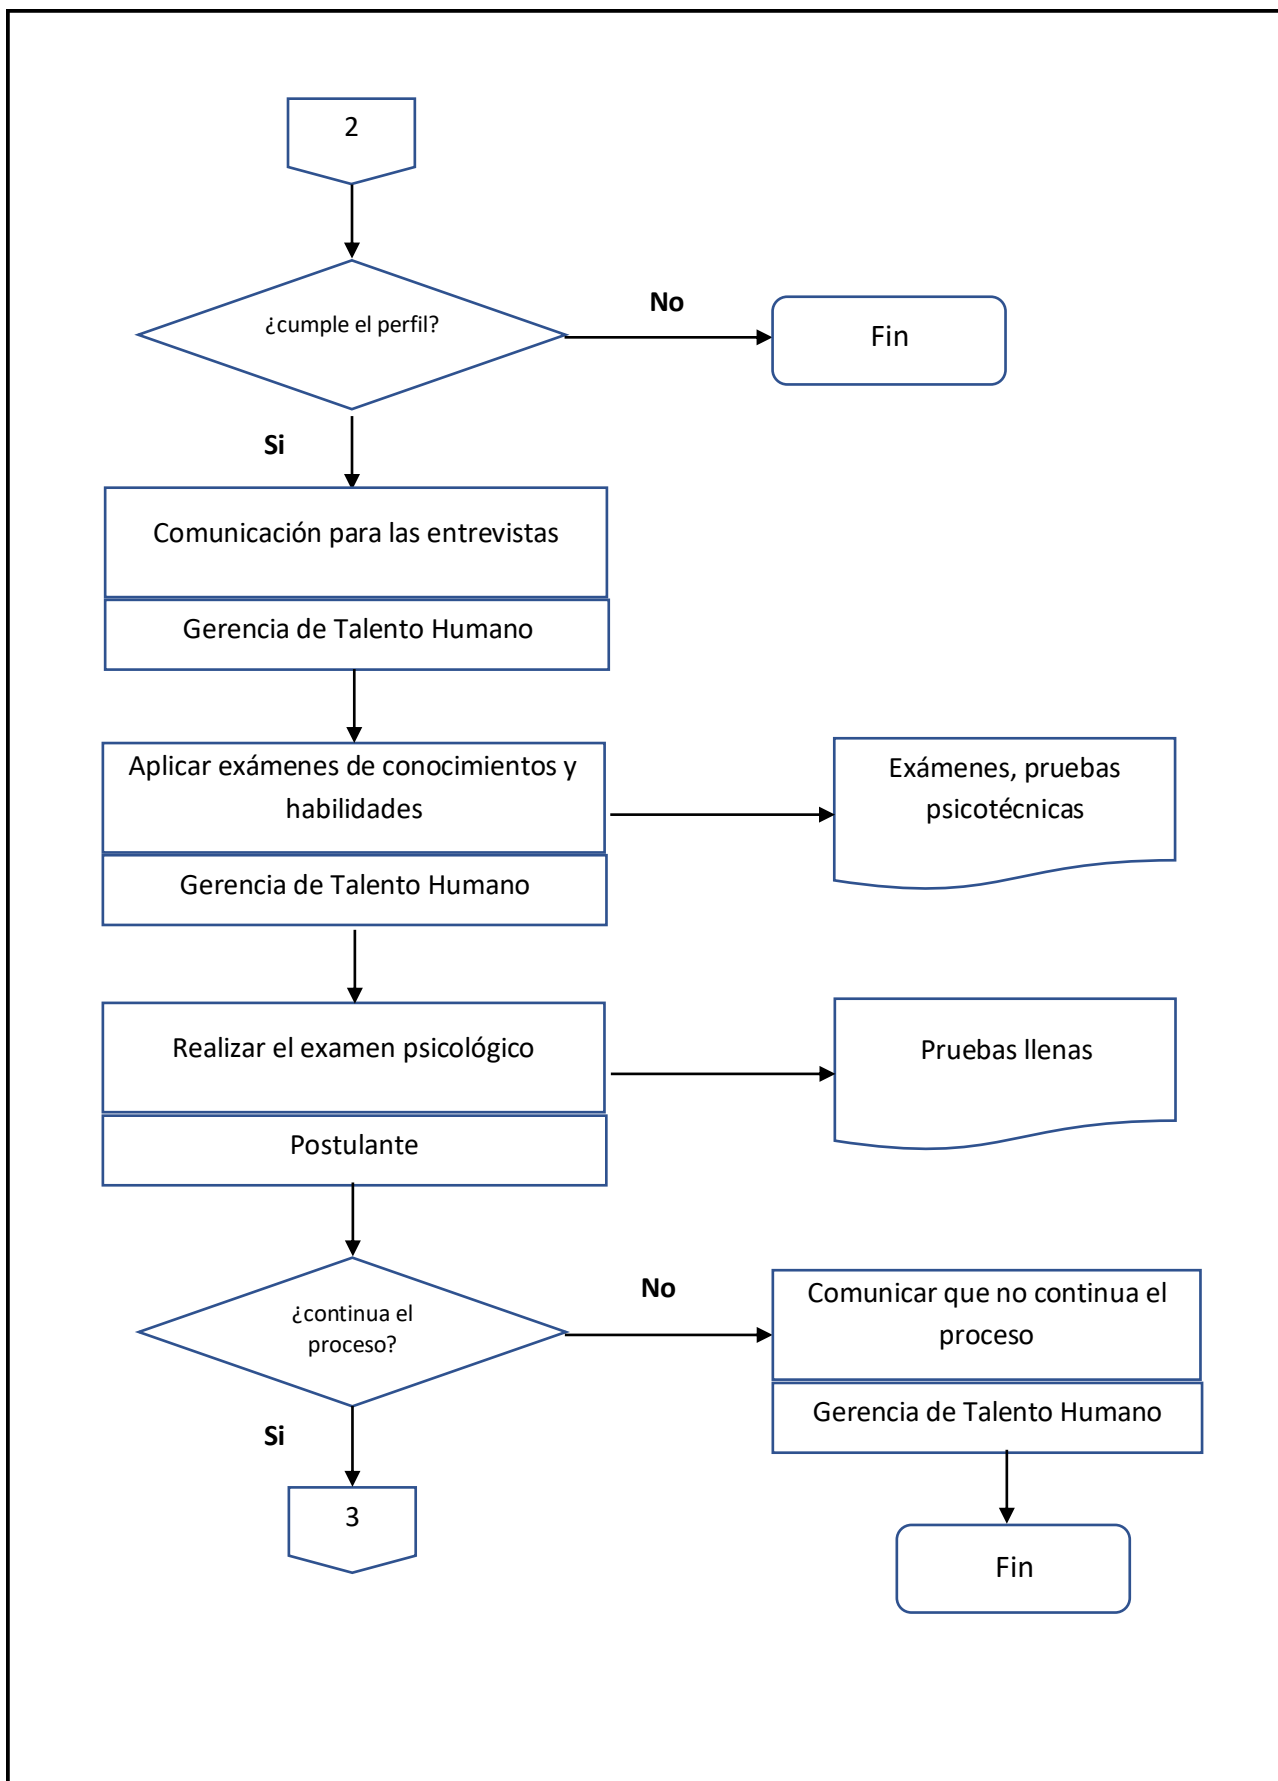 2
¿cumple el perfil?
No
Fin
Si
Comunicación para las entrevistas
Gerencia de Talento Humano
Aplicar exámenes de conocimientos y
habilidades
Gerencia de Talento Humano
Exámenes, pruebas
psicotécnicas
Realizar el examen psicológico
Postulante
Pruebas llenas
¿continua el
proceso?
No
Comunicar que no continua el
proceso
Gerencia de Talento Humano
Si
3
Fin